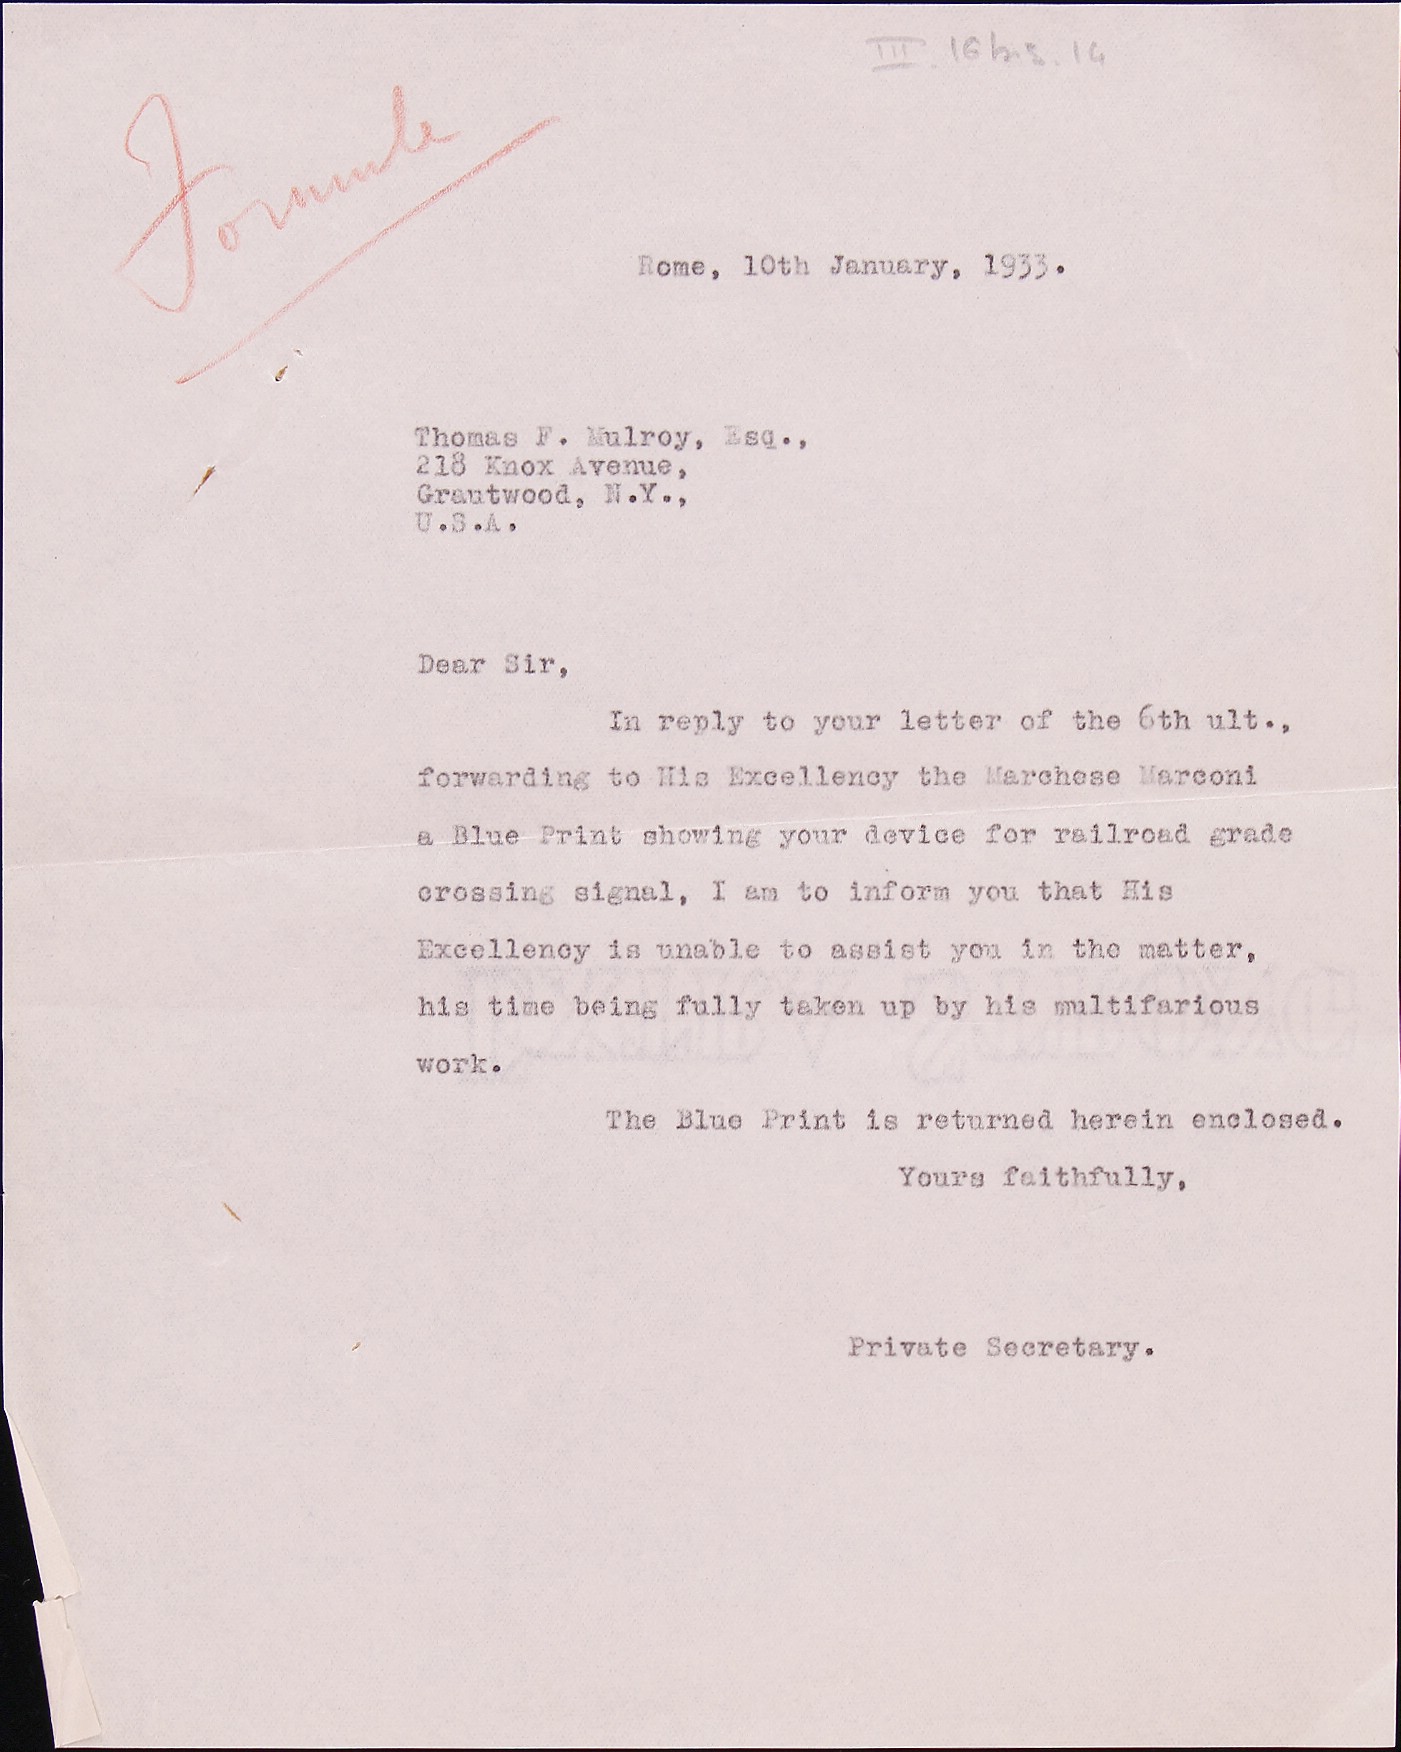 III. 16 bis. 14
Formule
Rome, 10th January, 1933.
Thomas F. Mulroy, Esq.,
218 Knox Avenue,
Grautwood, N.Y.,
U.S.A.
Dear Sir,
In reply to your letter of the 6th ult.,
forwarding to His Excellency the Marchese Marconi
a Blue Print showing your device for railroad grade
crossing signal, I am to inform you that His
Excellency is unable to assist you in the matter,
his time being fully taken up by his multifarious
work.
The Blue Print is returned herein enclosed.
Yours faithfully,
Private Secretary.